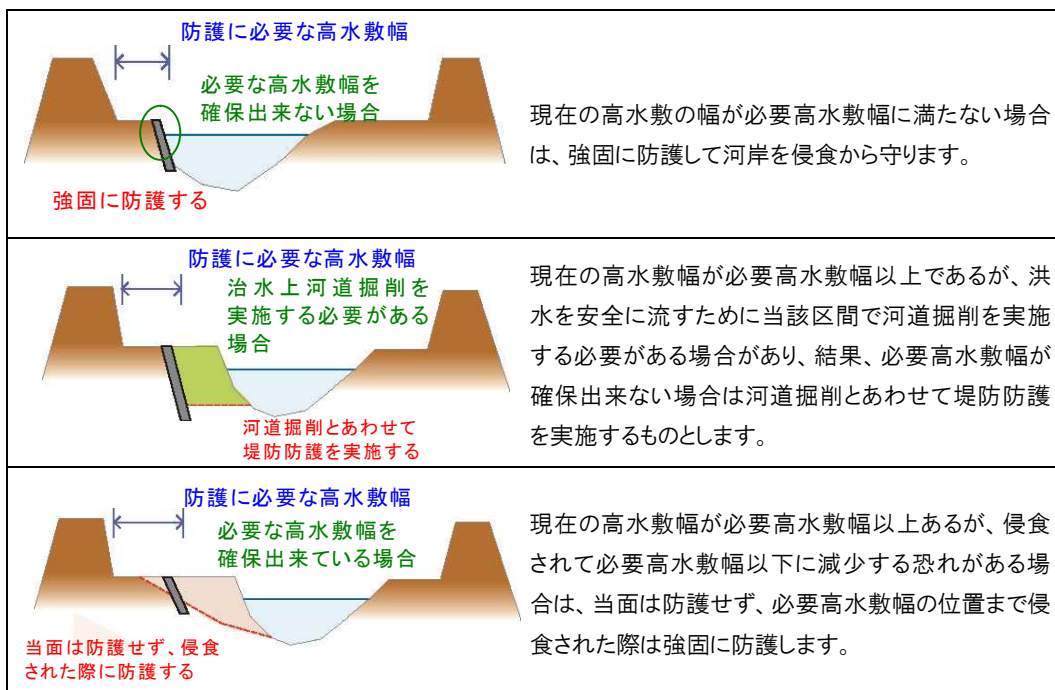 防護に必要な高水敷幅
必要な高水敷幅を
確保出来ない場合
強固に防護する
現在の高水敷の幅が必要高水敷幅に満たない場合
は、強固に防護して河岸を侵食から守ります。
防護に必要な高水敷幅
治水上河道掘削を
実施する必要がある
場合
河道掘削とあわせて
堤防防護を実施する
現在の高水敷幅が必要高水敷幅以上であるが、洪
水を安全に流すために当該区間で河道掘削を実施
する必要がある場合があり、結果、必要高水敷幅が
確保出来ない場合は河道掘削とあわせて堤防防護
を実施するものとします。
防護に必要な高水敷幅
必要な高水敷幅を
確保出来ている場合
当面は防護せず、侵食
された際に防護する
現在の高水敷幅が必要高水敷幅以上あるが、侵食
されて必要高水敷幅以下に減少する恐れがある場
合は、当面は防護せず、必要高水敷幅の位置まで侵
食された際は強固に防護します。